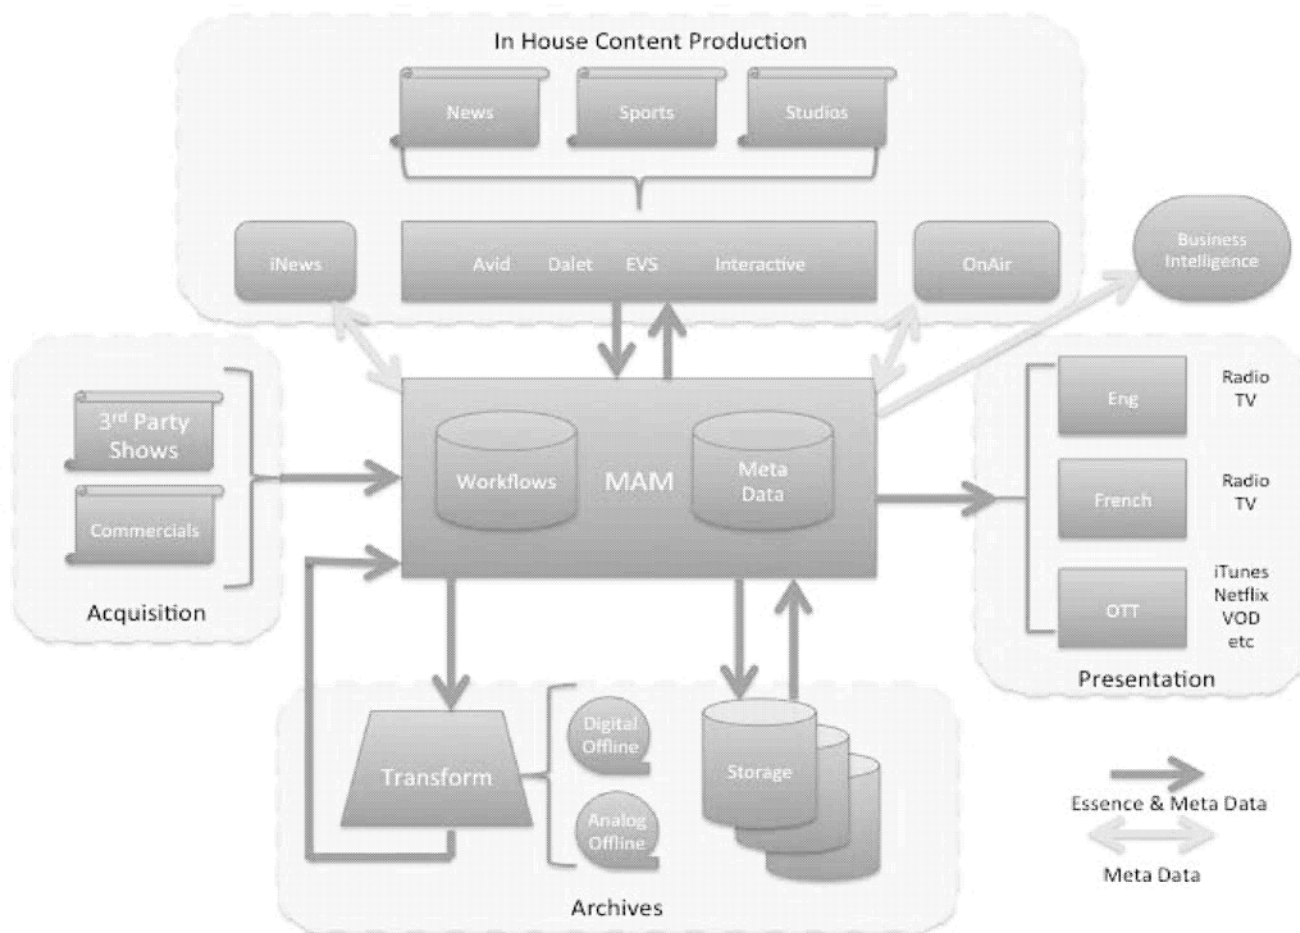 In House Content Production
News
Sports
Studios
iNews
Avid Dalet EVS Interactive
OnAir
Business
Intelligence
3rd Party
Shows
Commercials
Acquisition
Workflows
MAM
Meta
Data
Eng
Radio
TV
French
Radio
TV
OTT
iTunes
Netflix
VOD
etc
Presentation
Transform
Digital
Offline
Analog
Offline
Storage
Archives
Essence & Meta Data
Meta Data